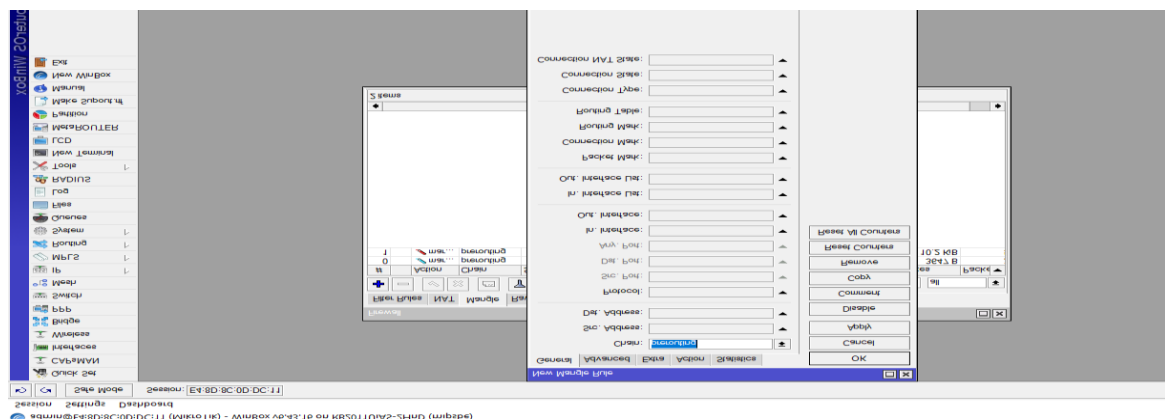 admin@E4:8D:8C:0D:DC:11 (MikroTik) - WinBox v6.43.16 on RB2011UiAS-2HnD (mipsbe)
Session Settings Dashboard
Safe Mode Session: E4:8D:8C:0D:DC:11
Quick Set
CAPsMAN
Interfaces
Wireless
Bridge
PPP
Switch
Mesh
IP
MPLS
Routing
System
Queues
Files
Log
RADIUS
Tools
New Terminal
LCD
MetaROUTER
Partition
Make Supout.rif
Manual
New WinBox
Exit
RouterOS WinBox
Firewall
Filter Rules NAT Mangle
all
# Action Chain
0 mar... prerouting
3647 B
1 mar... prerouting
10.2 KiB
2 items
New Mangle Rule
General Advanced Extra Action Statistics
Chain: prerouting
Src. Address:
Dst. Address:
Protocol:
Src. Port:
Dst. Port:
Any. Port:
In. Interface:
Out. Interface:
In. Interface List:
Out. Interface List:
Packet Mark:
Connection Mark:
Routing Mark:
Routing Table:
Connection Type:
Connection State:
Connection NAT State:
OK
Cancel
Apply
Disable
Comment
Copy
Remove
Reset Counters
Reset All Counters